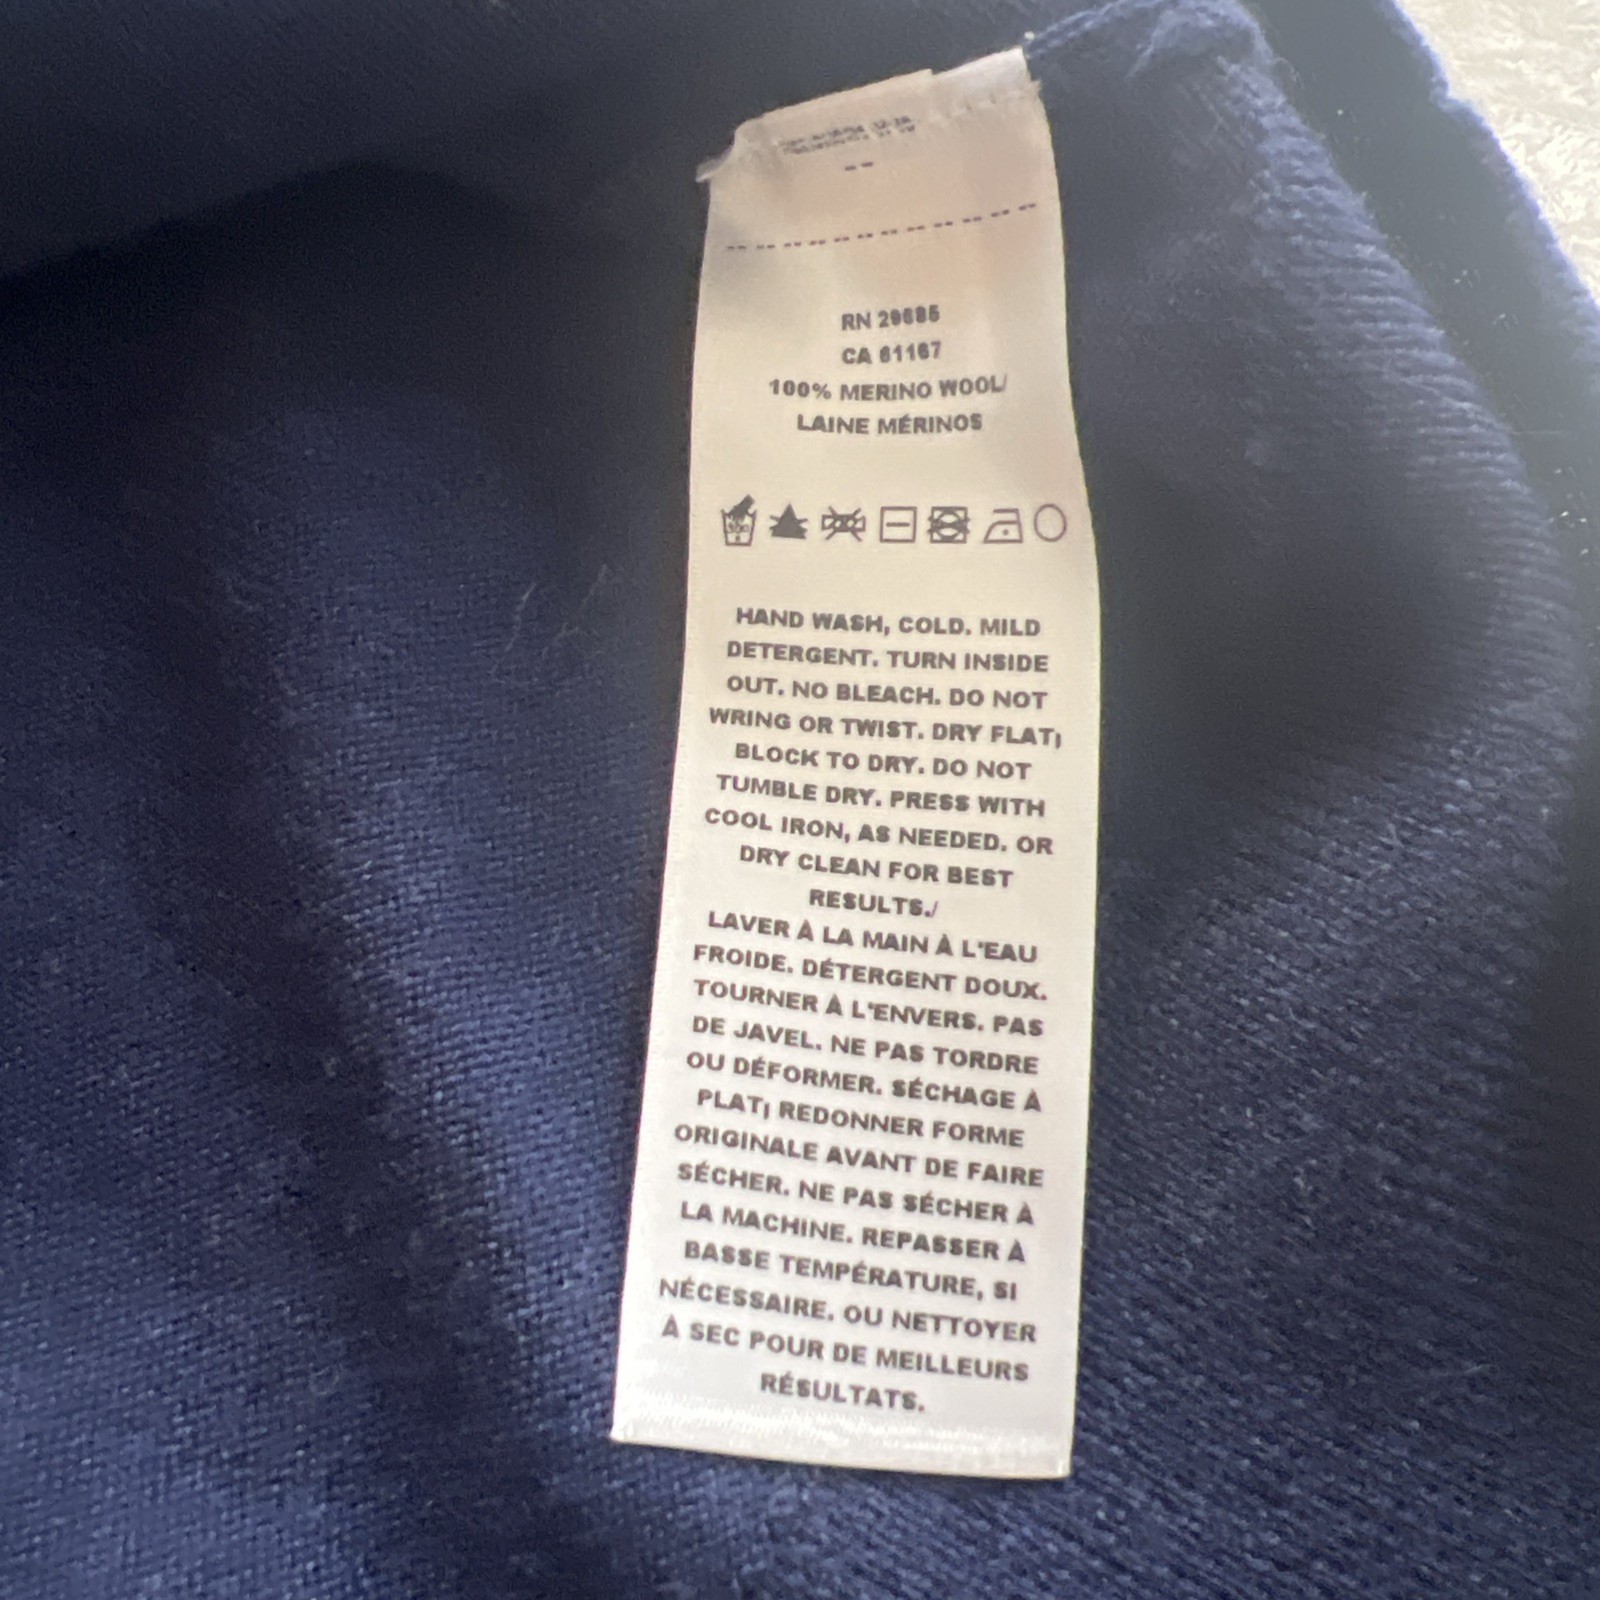 RN 29685
CA 61167
100% MERINO WOOL/
LAINE MÉRINOS
HAND WASH, COLD. MILD
DETERGENT. TURN INSIDE
OUT. NO BLEACH. DO NOT
WRING OR TWIST. DRY FLAT;
BLOCK TO DRY. DO NOT
TUMBLE DRY. PRESS WITH
COOL IRON, AS NEEDED. OR
DRY CLEAN FOR BEST
RESULTS./
LAVER À LA MAIN À L'EAU
FROIDE. DÉTERGENT DOUX.
TOURNER À L'ENVERS. PAS
DE JAVEL. NE PAS TORDRE
OU DÉFORMER. SÉCHAGE À
PLAT; REDONNER FORME
ORIGINALE AVANT DE FAIRE
SÉCHER. NE PAS SÉCHER À
LA MACHINE. REPASSER À
BASSE TEMPÉRATURE, SI
NÉCESSAIRE. OU NETTOYER
À SEC POUR DE MEILLEURS
RÉSULTATS.